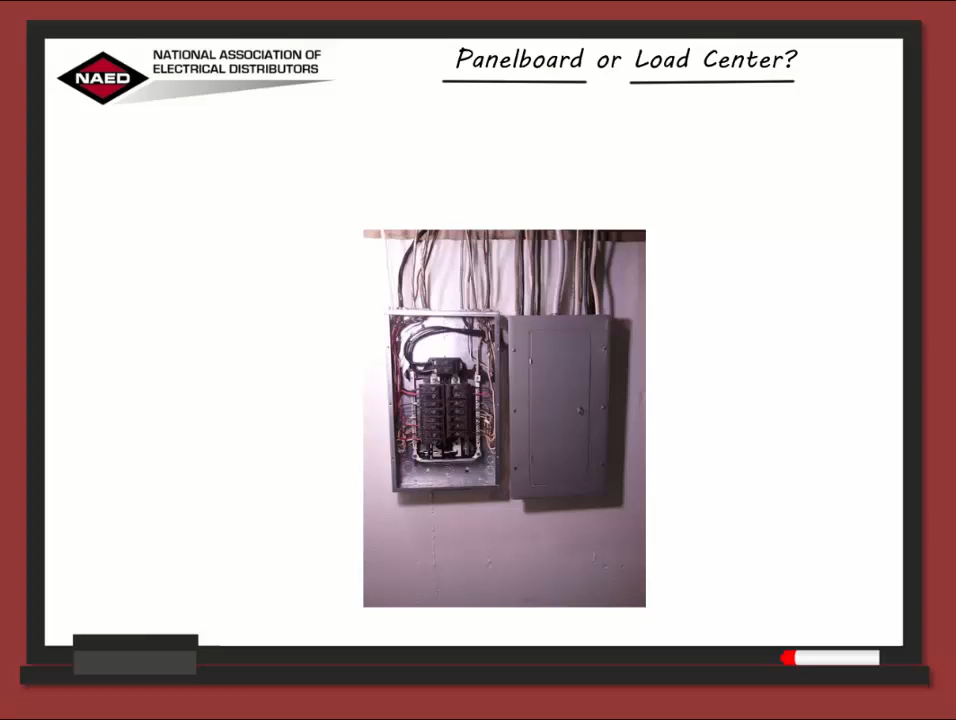 NAED
NATIONAL ASSOCIATION OF
ELECTRICAL DISTRIBUTORS
Panelboard or Load Center?